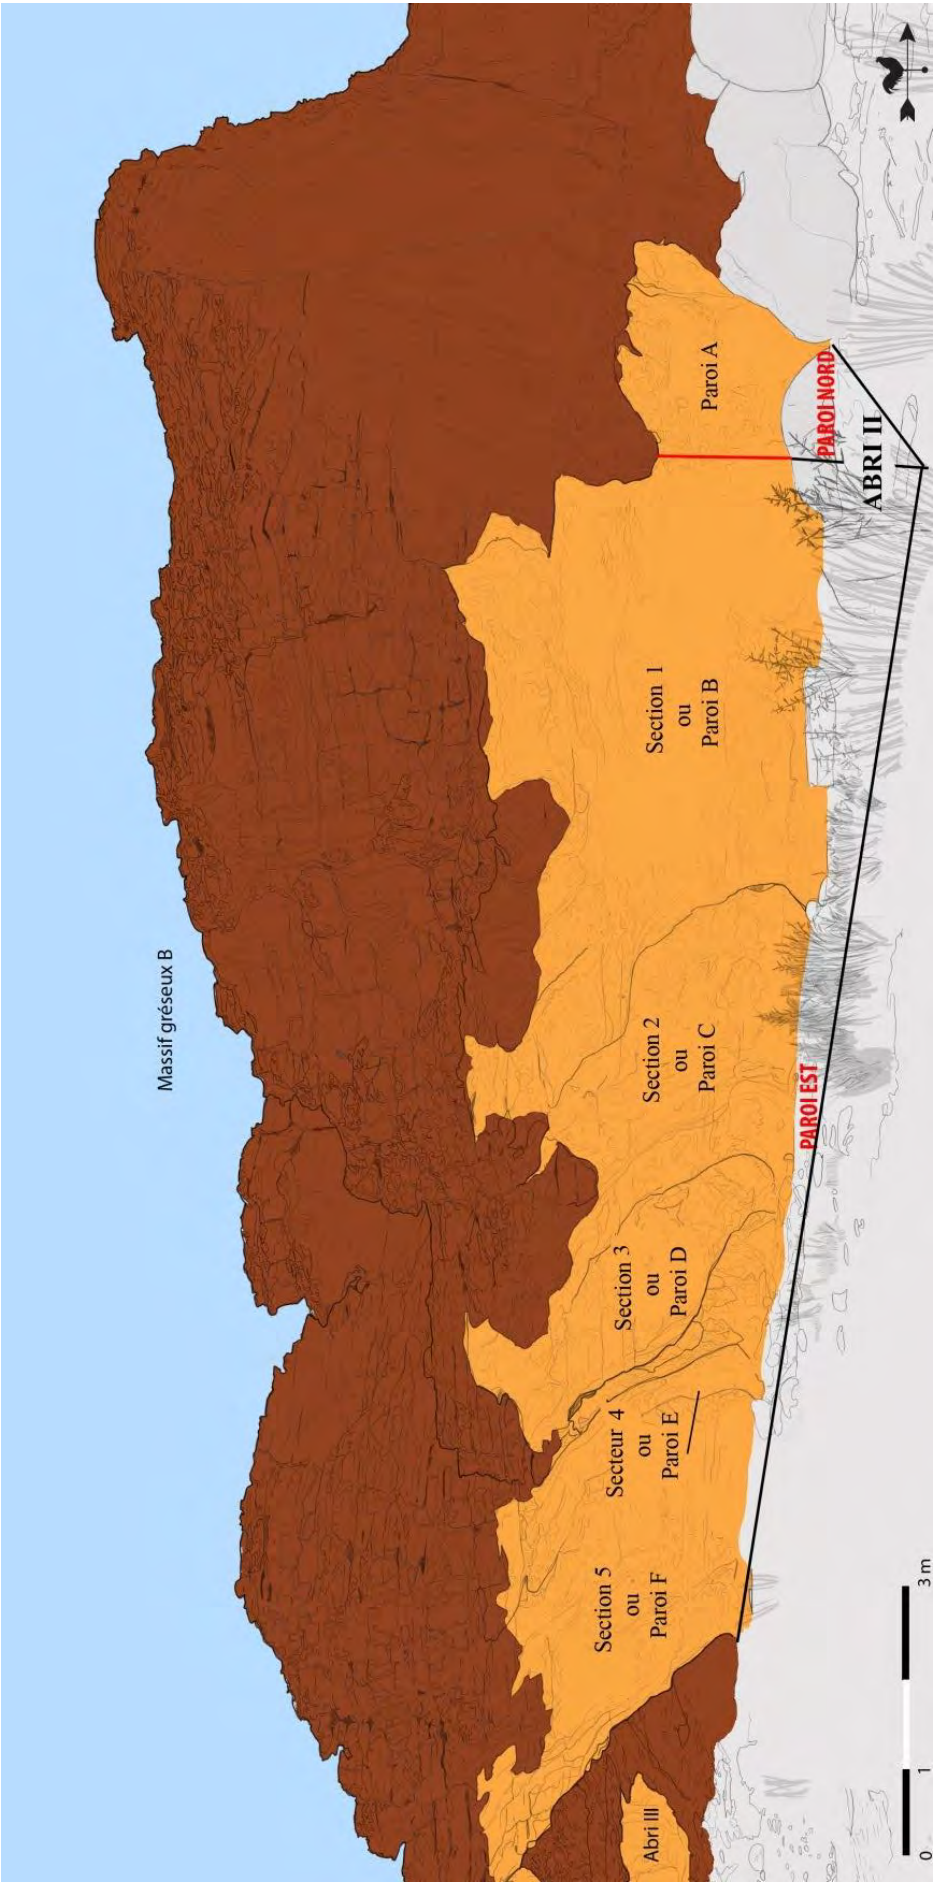 Massif gréseux B
Abri III
Section 5
ou
Paroi F
Secteur 4
ou
Paroi E
Section 3
ou
Paroi D
Section 2
ou
Paroi C
Section 1
ou
Paroi B
Paroi A
PAROI EST
PAROI NORD
ABRI II
0
1
3 m